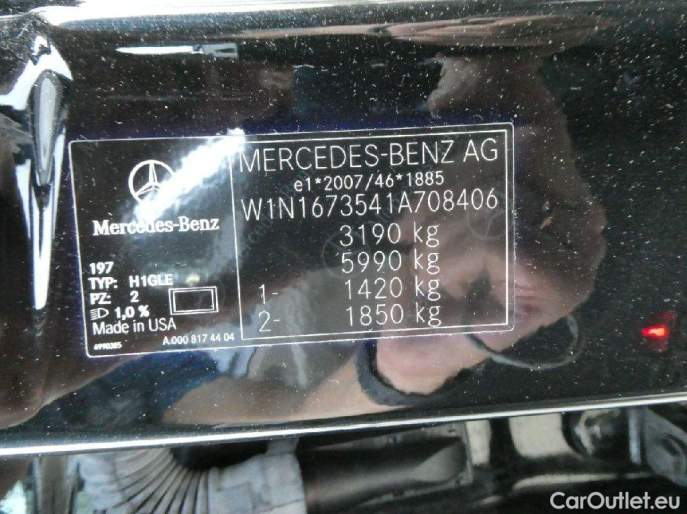 MERCEDES-BENZ AG
e1*2007/46*1885
W1N1673541A708406
3190 kg
5990 kg
1- 1420 kg
2- 1850 kg
Mercedes-Benz
197
TYP: H1GLE
PZ: 2
1,0 %
Made in USA
A 000 817 44 04
CarOutlet.eu